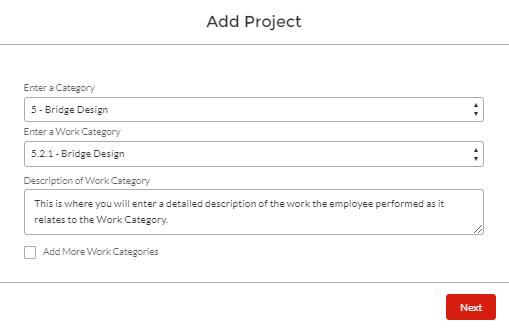 Add Project
Enter a Category
5 - Bridge Design
Enter a Work Category
5.2.1 - Bridge Design
Description of Work Category
This is where you will enter a detailed description of the work the employee performed as it
relates to the Work Category.
Add More Work Categories
Next